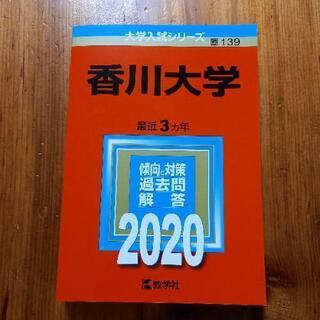 大学入試シリーズ 139
香川大学
最近3カ年
傾向と対策
過去問
解答
2020
教学社